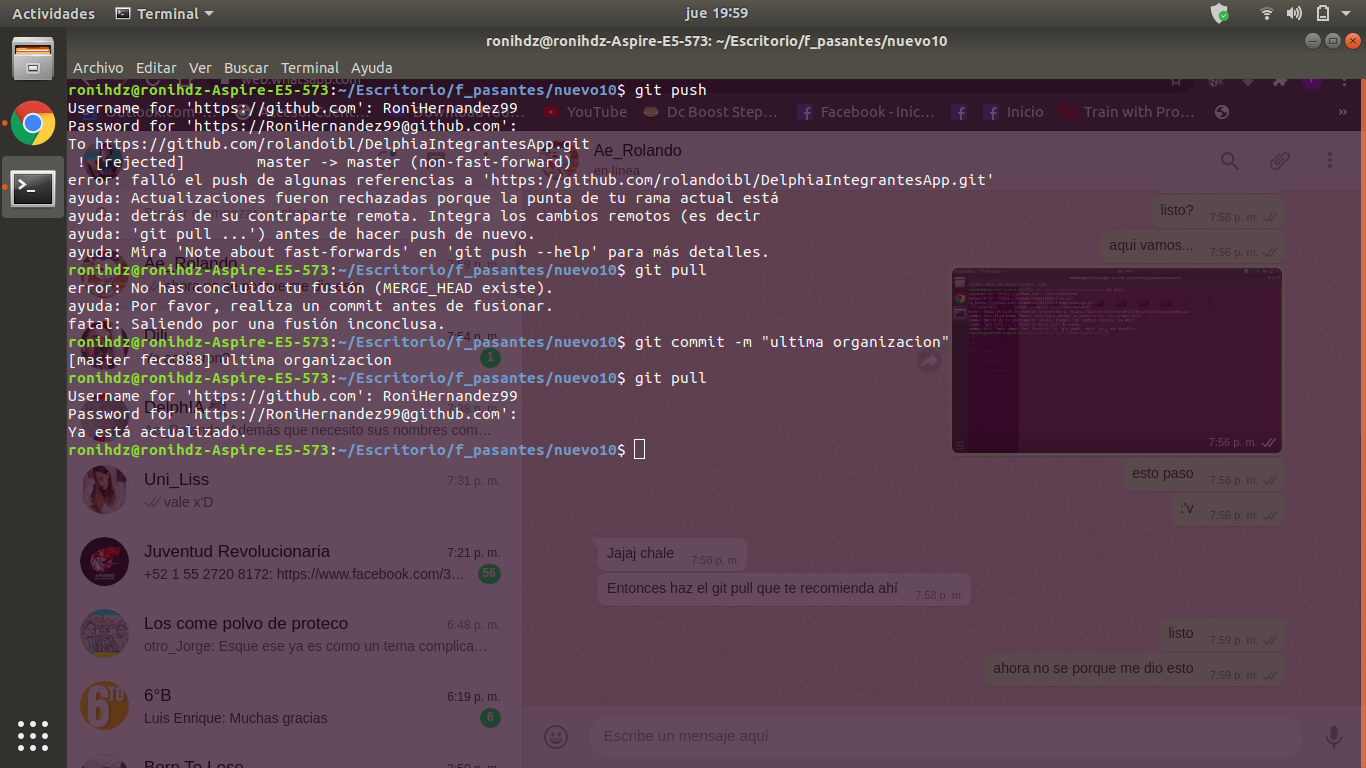 Actividades
Terminal
jue 19:59
ronihdz@ronihdz-Aspire-E5-573: ~/Escritorio/f_pasantes/nuevo10
Archivo Editar Ver Buscar Terminal Ayuda
ronihdz@ronihdz-Aspire-E5-573:~/Escritorio/f_pasantes/nuevo10$ git push
Username for 'https://github.com': RoniHernandez99
Password for 'https://RoniHernandez99@github.com':
To https://github.com/rolandoibl/DelphiaIntegrantesApp.git
! [rejected] master -> master (non-fast-forward)
error: falló el push de algunas referencias a 'https://github.com/rolandoibl/DelphiaIntegrantesApp.git'
ayuda: Actualizaciones fueron rechazadas porque la punta de tu rama actual está
ayuda: detrás de su contraparte remota. Integra los cambios remotos (es decir
ayuda: 'git pull ...') antes de hacer push de nuevo.
ayuda: Mira 'Note about fast-forwards' en 'git push --help' para más detalles.
ronihdz@ronihdz-Aspire-E5-573:~/Escritorio/f_pasantes/nuevo10$ git pull
error: No has concluido tu fusión (MERGE_HEAD existe).
ayuda: Por favor, realiza un commit antes de fusionar.
fatal: Saliendo por una fusión inconclusa.
ronihdz@ronihdz-Aspire-E5-573:~/Escritorio/f_pasantes/nuevo10$ git commit -m "ultima organizacion"
[master feca888] ultima organizacion
ronihdz@ronihdz-Aspire-E5-573:~/Escritorio/f_pasantes/nuevo10$ git pull
Username for 'https://github.com': RoniHernandez99
Password for 'https://RoniHernandez99@github.com':
Ya está actualizado.
ronihdz@ronihdz-Aspire-E5-573:~/Escritorio/f_pasantes/nuevo10$
web.whatsapp.com
YouTube
Dc Boost Step...
Facebook - Inic...
Inicio
Train with Pro...
»
Ae_Rolando
en línea
Uni_Liss
7:31 p. m.
vale x'D
Juventud Revolucionaria
7:21 p. m.
+52 1 55 2720 8172: https://www.facebook.com/3...
56
Los come polvo de proteco
6:48 p. m.
otro_Jorge: Esque ese ya es como un tema complica...
6°B
6:19 p. m.
Luis Enrique: Muchas gracias
6
Born To Lose
listo?
7:56 p. m.
aqui vamos...
7:56 p. m.
7:56 p. m.
esto paso
7:56 p. m.
:'v
7:56 p. m.
Jajaj chale
7:58 p. m.
Entonces haz el git pull que te recomienda ahí
7:58 p. m.
listo
7:59 p. m.
ahora no se porque me dio esto
7:59 p. m.
Escribe un mensaje aquí